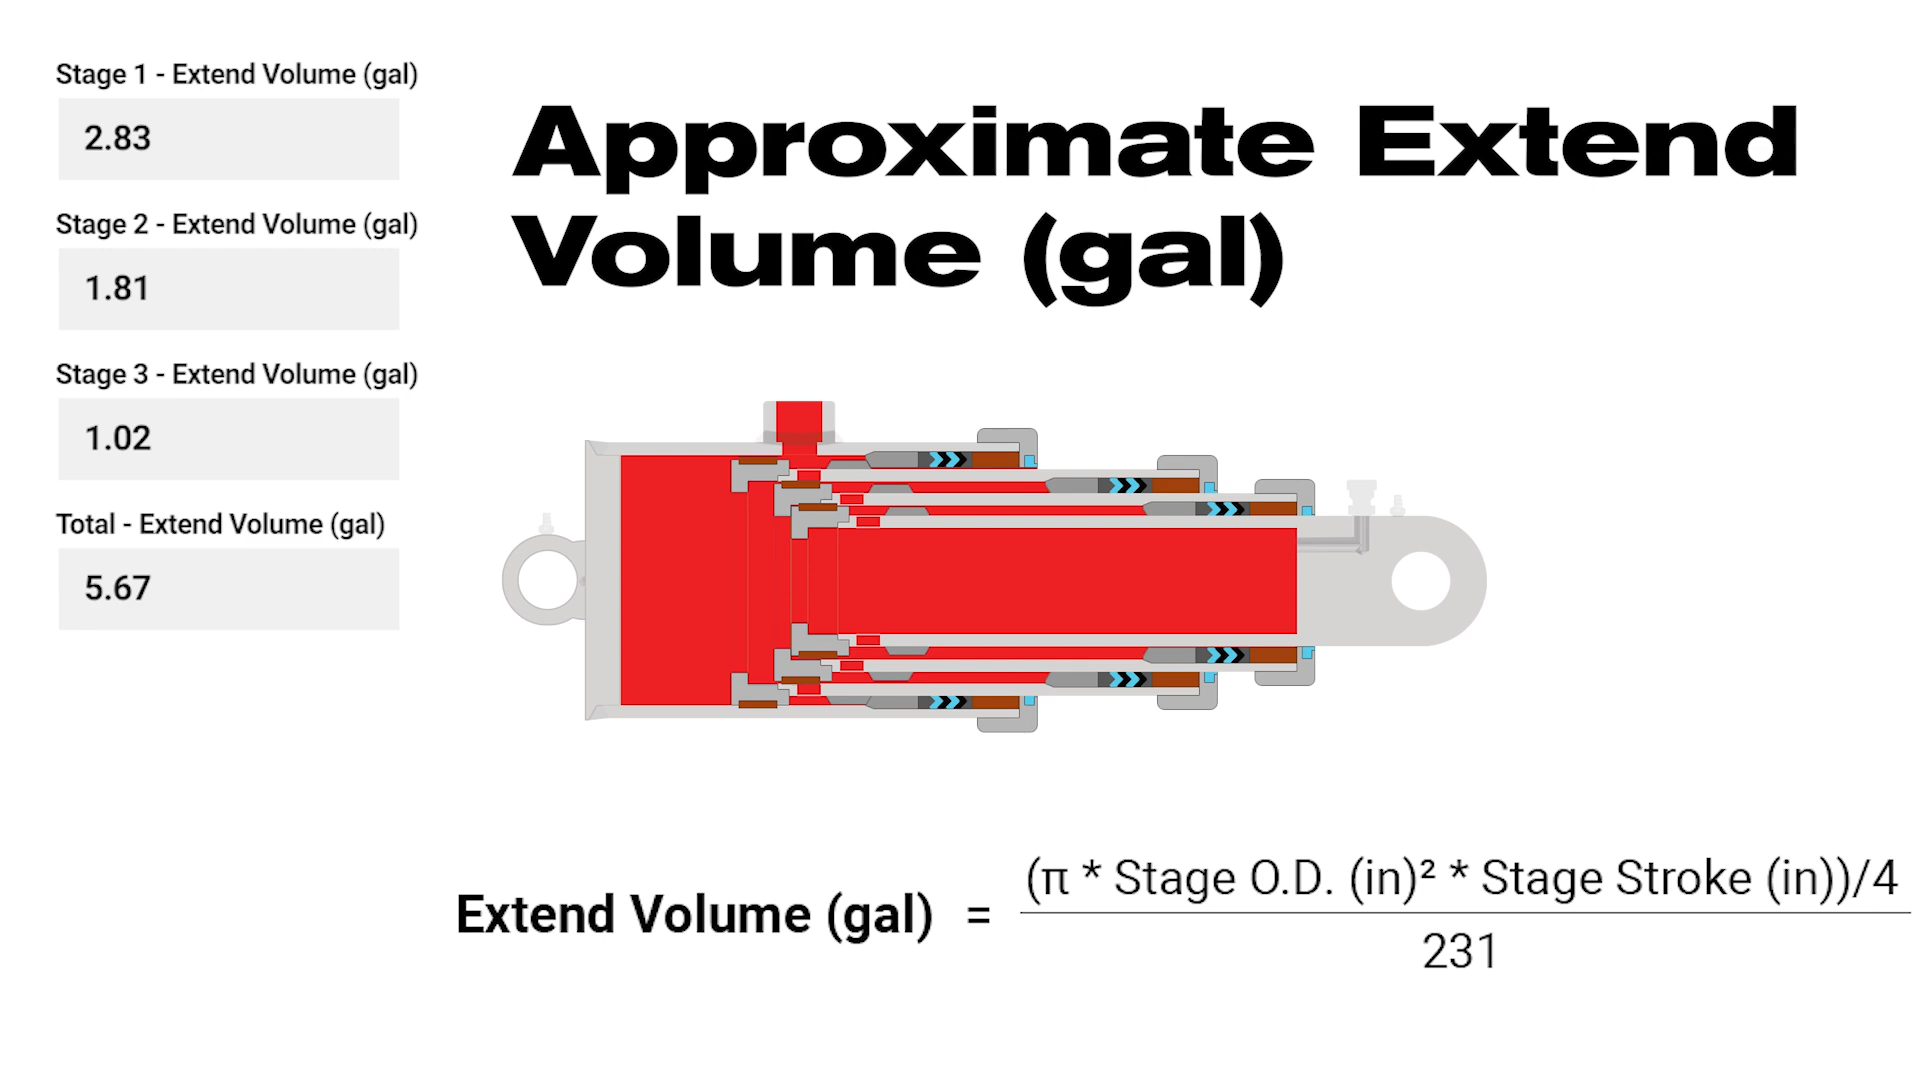 Stage 1 - Extend Volume (gal)
2.83
Stage 2 - Extend Volume (gal)
1.81
Stage 3 - Extend Volume (gal)
1.02
Total - Extend Volume (gal)
5.67
Approximate Extend
Volume (gal)
Extend Volume (gal) = (π * Stage O.D. (in)² * Stage Stroke (in))/4
231